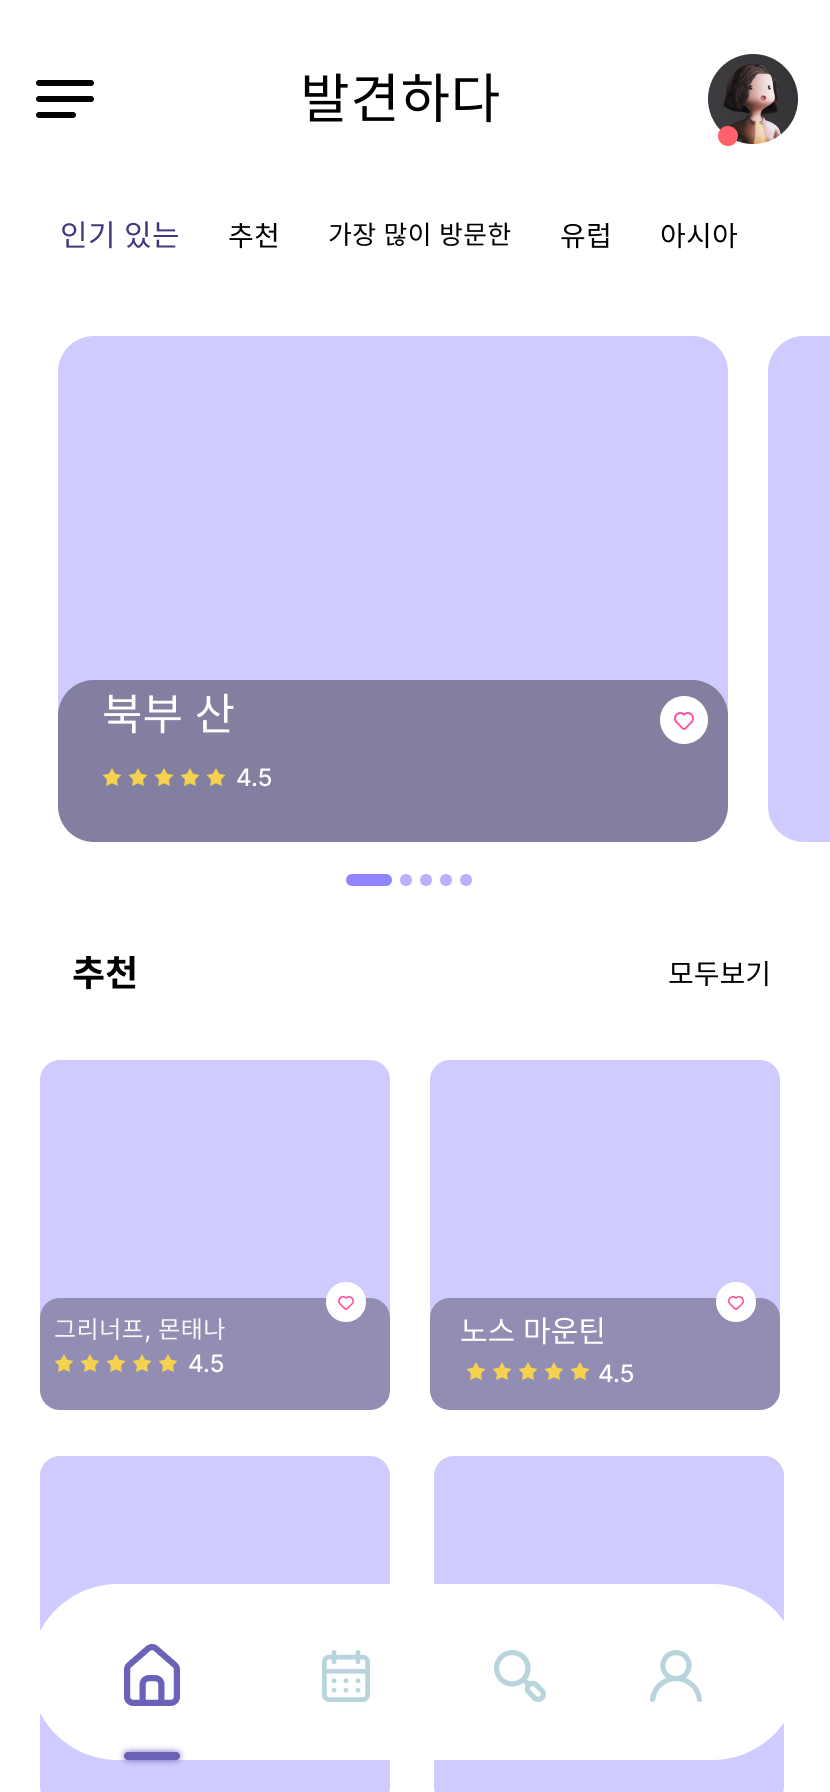 발견하다
인기 있는 추천 가장 많이 방문한 유럽 아시아
북부 산
4.5
추천 모두보기
그리너프, 몬태나
4.5
노스 마운틴
4.5